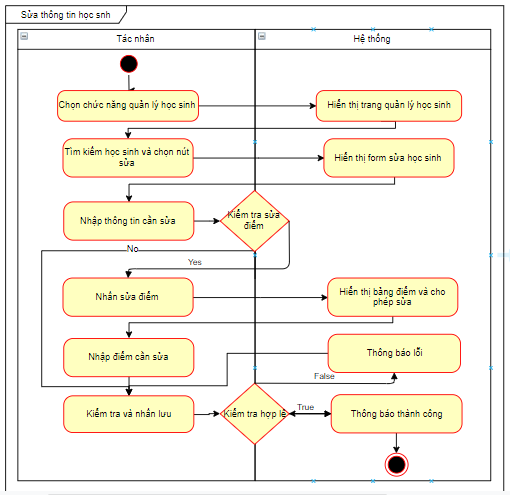 Sửa thông tin học snh
Tác nhân
Hệ thống
Chọn chức năng quản lý học sinh
Hiển thị trang quản lý học sinh
Tìm kiếm học sinh và chọn nút
sửa
Hiển thị form sửa học sinh
Nhập thông tin cần sửa
Kiểm tra sửa
điểm
No
Yes
Nhấn sửa điểm
Hiển thị bảng điểm và cho
phép sửa
Nhập điểm cần sửa
Thông báo lỗi
False
Kiểm tra và nhấn lưu
Kiểm tra hợp lệ
True
Thông báo thành công